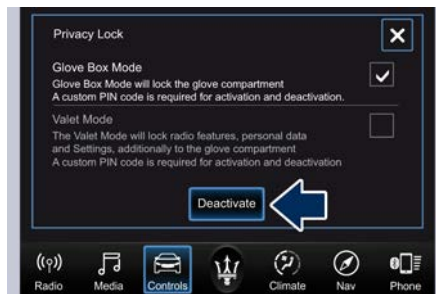 Privacy Lock
Glove Box Mode
Glove Box Mode will lock the glove compartment
A custom PIN code is required for activation and deactivation.
Valet Mode
The Valet Mode will lock radio features, personal data
and Settings, additionally to the glove compartment
A custom PIN code is required for activation and deactivation
Deactivate
Radio Media Controls Climate Nav Phone